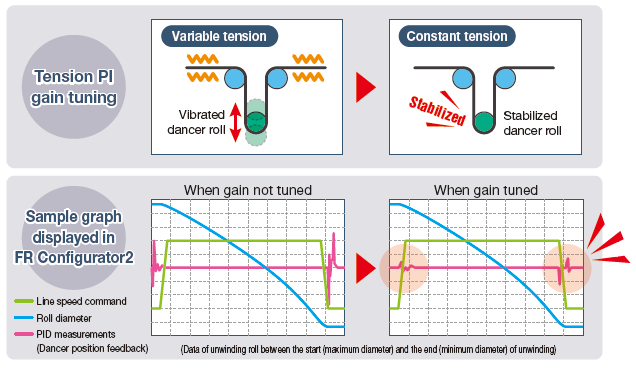 Tension PI
gain tuning
Variable tension
Vibrated
dancer roll
Constant tension
Stabilized
Stabilized
dancer roll
Sample graph
displayed in
FR Configurator2
Line speed command
Roll diameter
PID measurements
(Dancer position feedback)
When gain not tuned
When gain tuned
(Data of unwinding roll between the start (maximum diameter) and the end (minimum diameter) of unwinding)